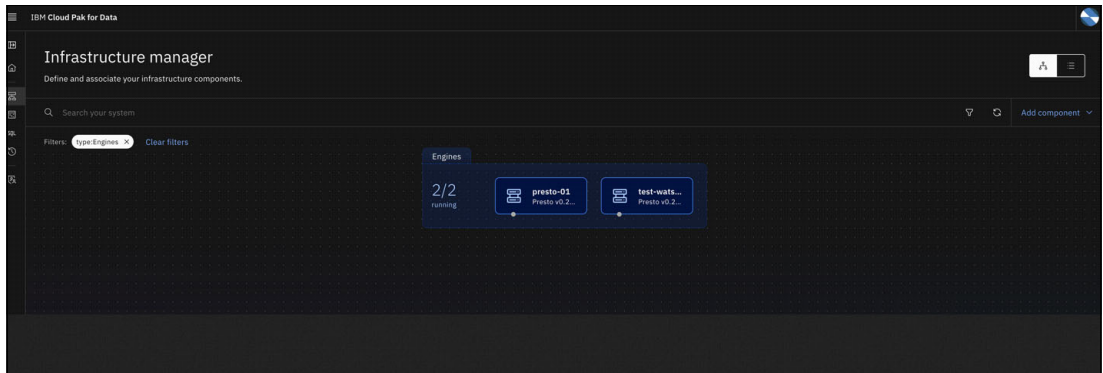 IBM Cloud Pak for Data
Infrastructure manager
Define and associate your infrastructure components.
Search your system
Add component
Filters: type:Engines × Clear filters
Engines
2/2
running
presto-01
Presto v0.2...
test-wats...
Presto v0.2...